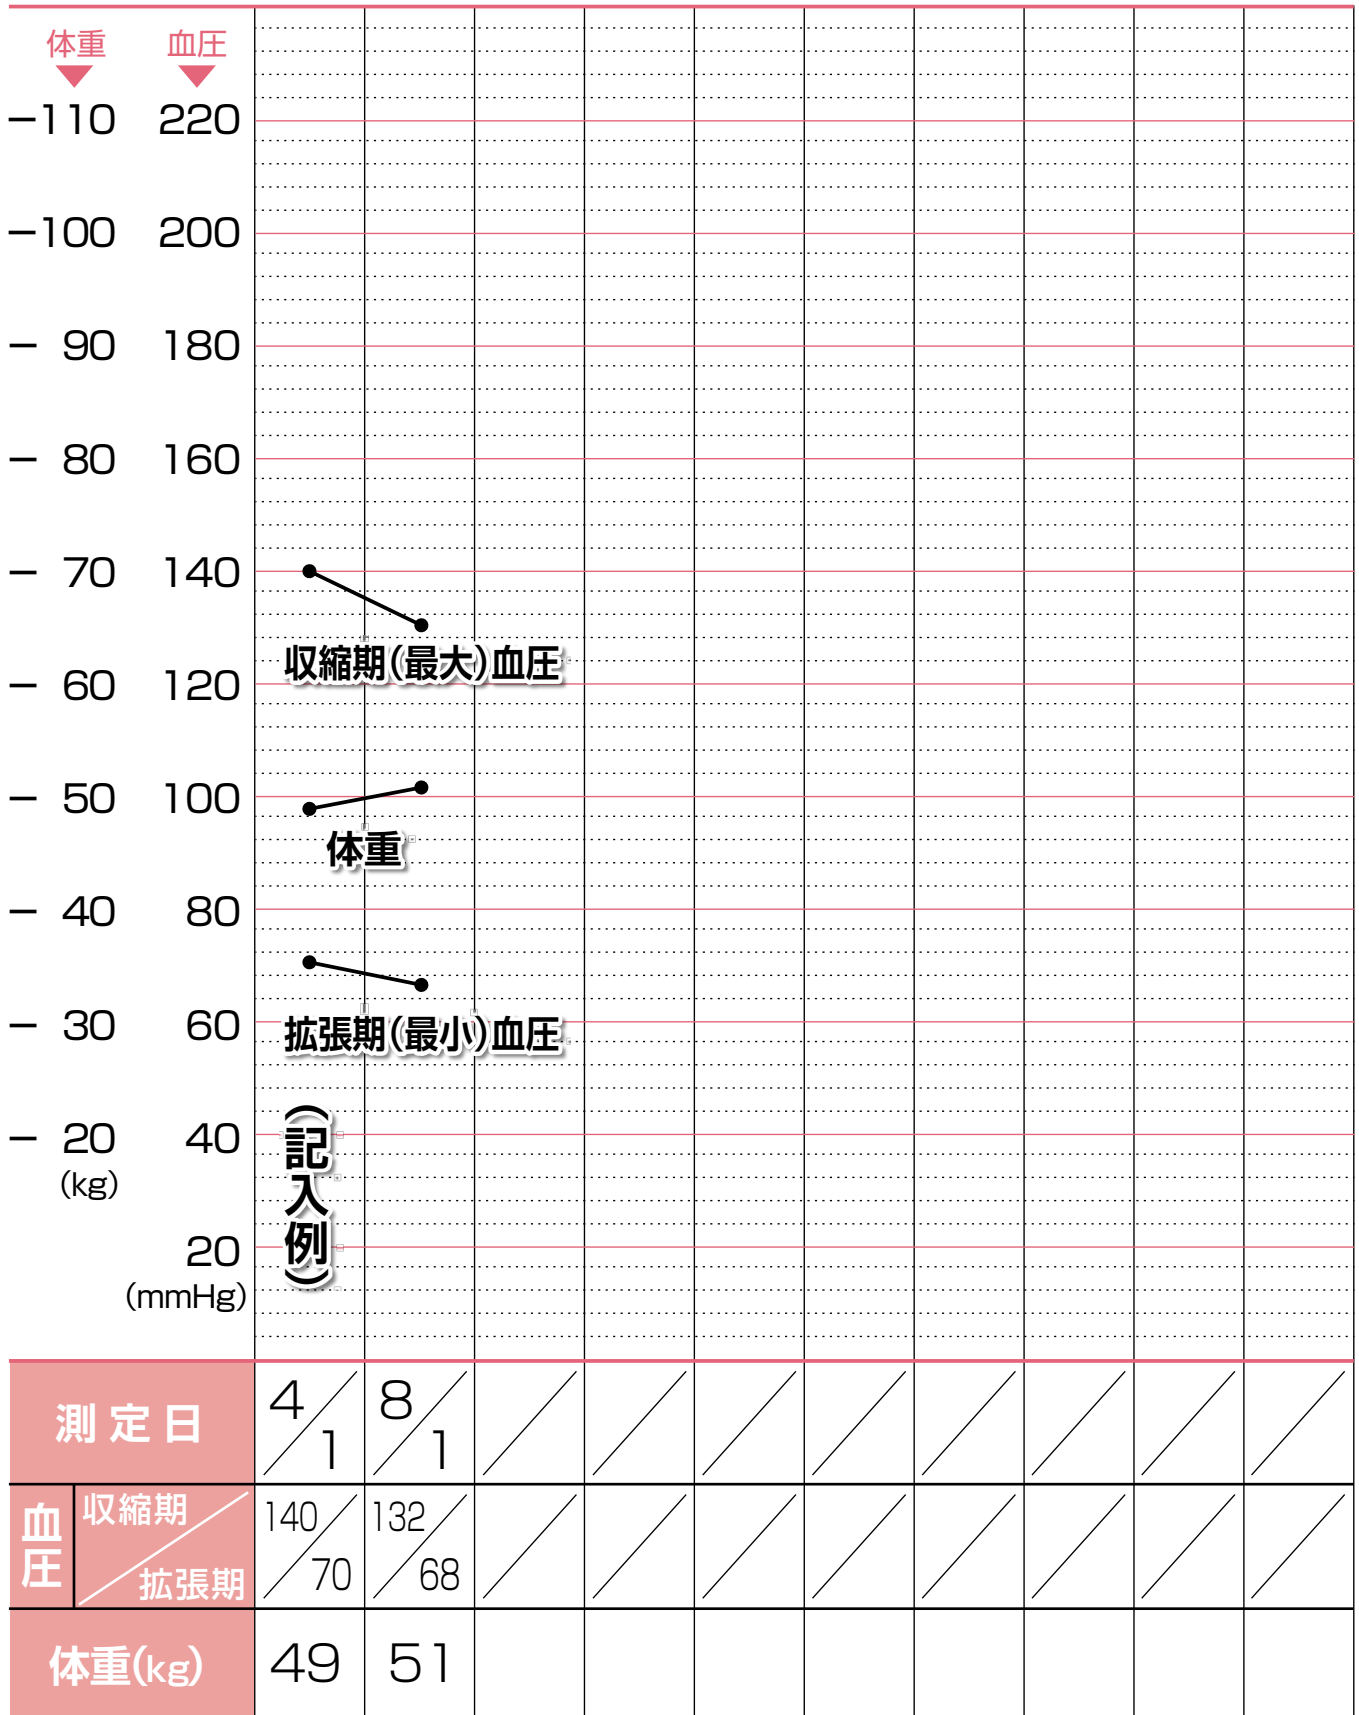 体重 血圧
110 220
100 200
90 180
80 160
70 140
収縮期(最大)血圧
60 120
50 100
体重
40 80
30 60
拡張期(最小)血圧
20 40
(kg)
20
(mmHg)
(記入例)
測定日 4/1 8/1
血圧 収縮期/拡張期 140/70 132/68
体重(kg) 49 51